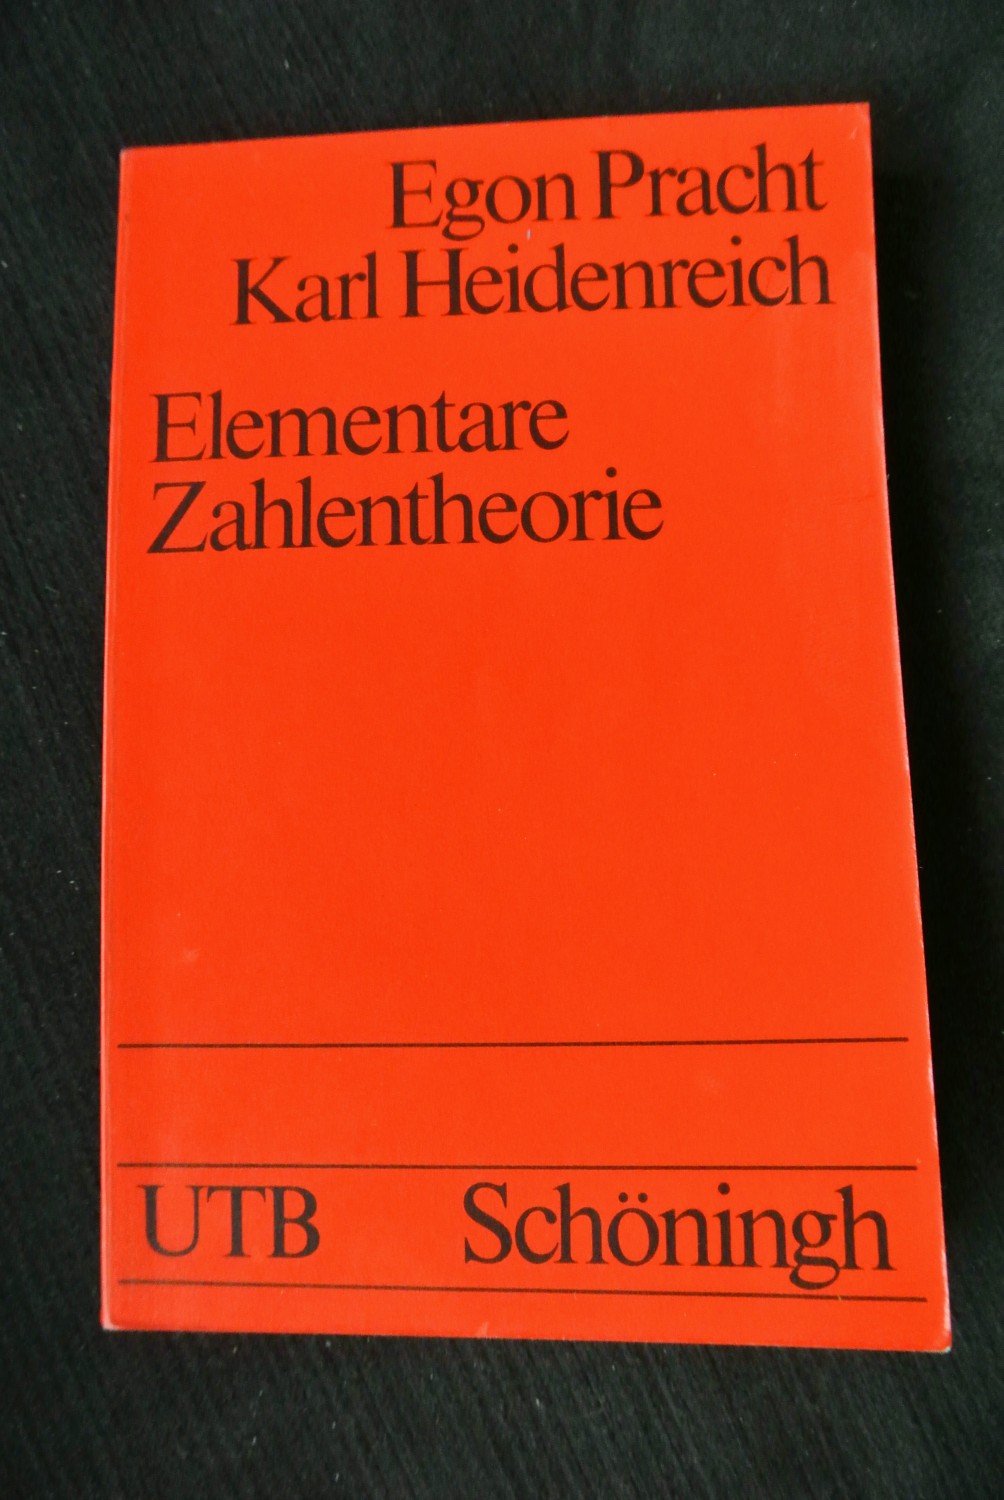 Egon Pracht
Karl Heidenreich
Elementare
Zahlentheorie
UTB Schöningh